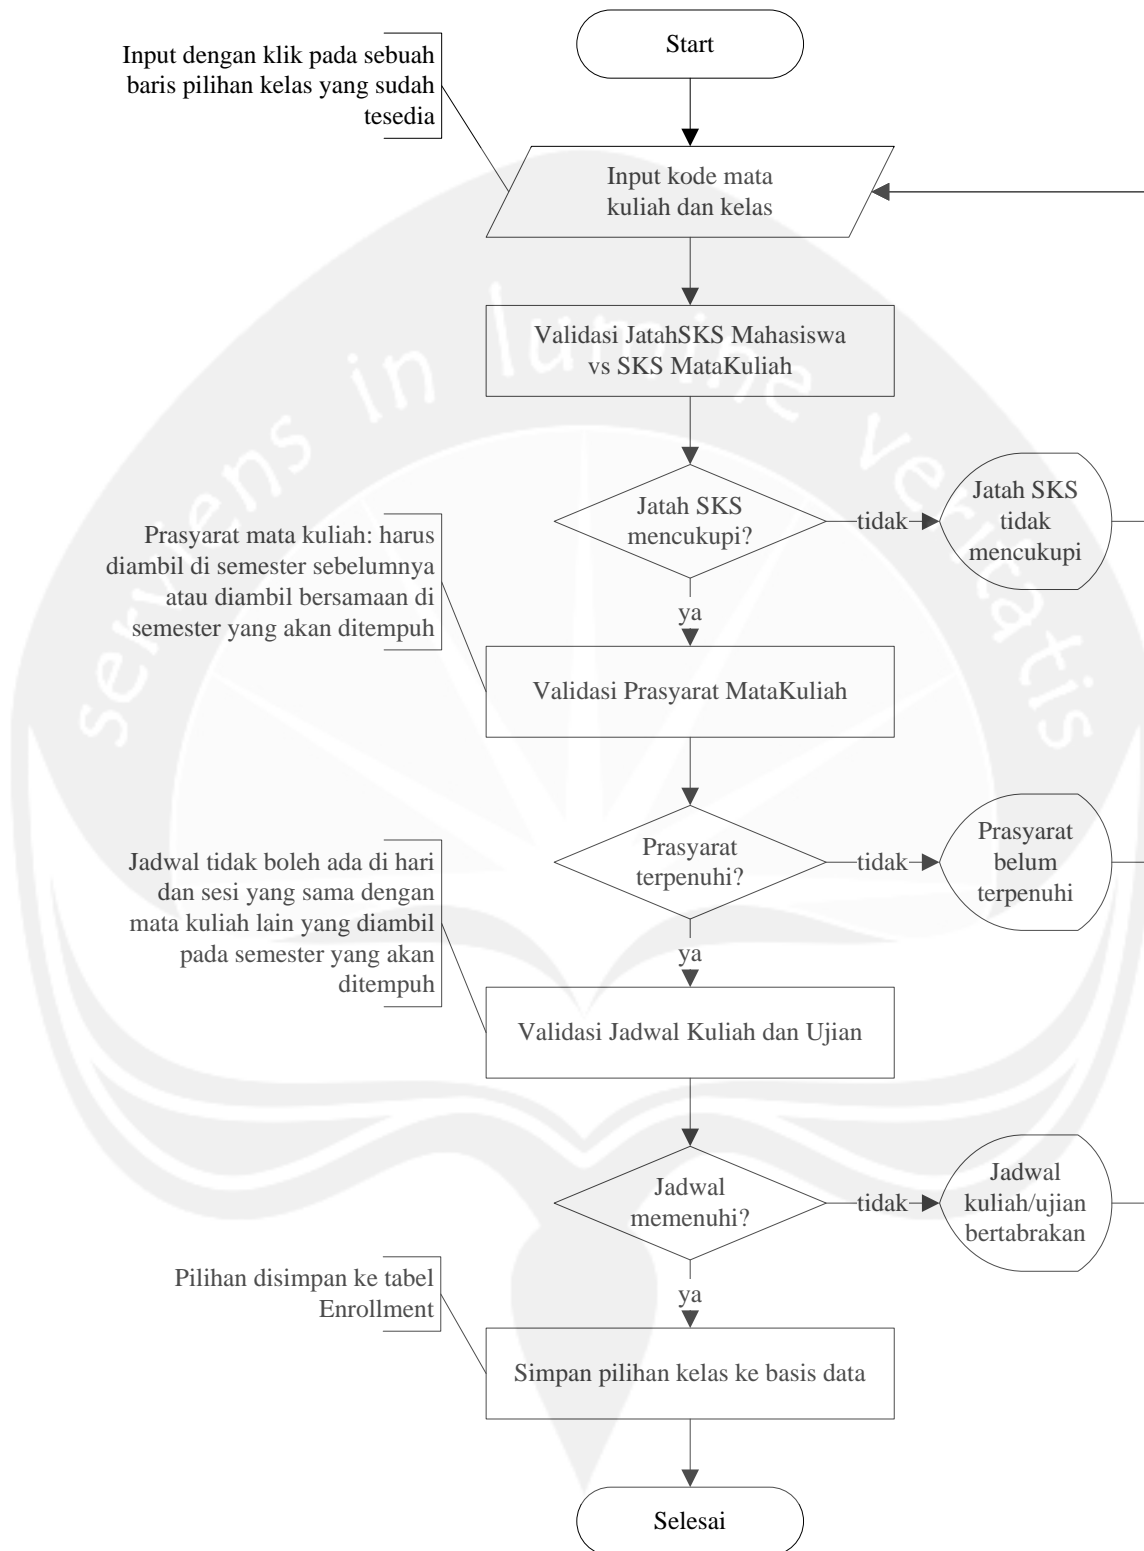 Start
Input dengan klik pada sebuah
baris pilihan kelas yang sudah
tesedia
Input kode mata
kuliah dan kelas
Validasi JatahSKS Mahasiswa
vs SKS MataKuliah
Jatah SKS
mencukupi?
tidak
Jatah SKS
tidak
mencukupi
ya
Prasyarat mata kuliah: harus
diambil di semester sebelumnya
atau diambil bersamaan di
semester yang akan ditempuh
Validasi Prasyarat MataKuliah
Prasyarat
terpenuhi?
tidak
Prasyarat
belum
terpenuhi
ya
Jadwal tidak boleh ada di hari
dan sesi yang sama dengan
mata kuliah lain yang diambil
pada semester yang akan
ditempuh
Validasi Jadwal Kuliah dan Ujian
Jadwal
memenuhi?
tidak
Jadwal
kuliah/ujian
bertabrakan
ya
Pilihan disimpan ke tabel
Enrollment
Simpan pilihan kelas ke basis data
Selesai
serviens in lumine veritatis